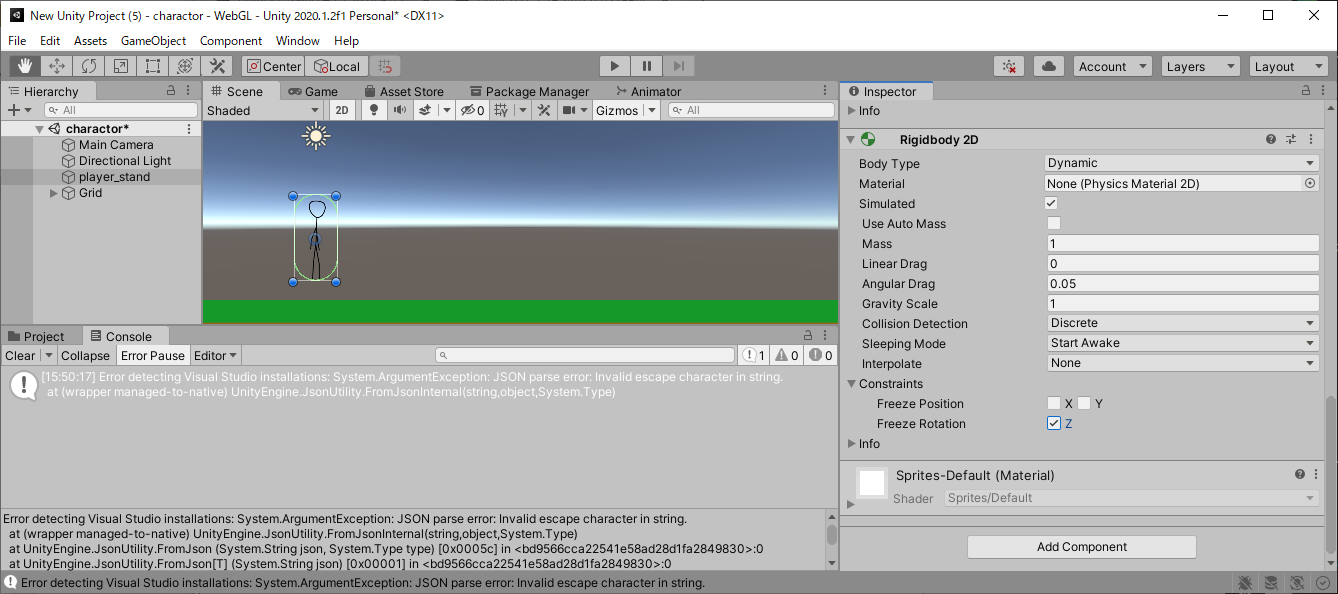 New Unity Project (5) - charactor - WebGL - Unity 2020.1.2f1 Personal* <DX11>
File Edit Assets GameObject Component Window Help
Center Local Account Layers Layout
Hierarchy
All
charactor*
Main Camera
Directional Light
player_stand
Grid
Scene Game Asset Store Package Manager Animator
Shaded 2D 0 Gizmos All
Project Console
Clear Collapse Error Pause Editor 1 0 0
[15:50:17] Error detecting Visual Studio installations: System.ArgumentException: JSON parse error: Invalid escape character in string.
at (wrapper managed-to-native) UnityEngine.JsonUtility.FromJsonInternal(string,object,System.Type)
Error detecting Visual Studio installations: System.ArgumentException: JSON parse error: Invalid escape character in string.
at (wrapper managed-to-native) UnityEngine.JsonUtility.FromJsonInternal(string,object,System.Type)
at UnityEngine.JsonUtility.FromJson (System.String json, System.Type type) [0x0005c] in <bd9566cca22541e58ad28d1fa2849830>:0
at UnityEngine.JsonUtility.FromJson[T] (System.String json) [0x00001] in <bd9566cca22541e58ad28d1fa2849830>:0
Error detecting Visual Studio installations: System.ArgumentException: JSON parse error: Invalid escape character in string.
Inspector
Info
Rigidbody 2D
Body Type Dynamic
Material None (Physics Material 2D)
Simulated
Use Auto Mass
Mass 1
Linear Drag 0
Angular Drag 0.05
Gravity Scale 1
Collision Detection Discrete
Sleeping Mode Start Awake
Interpolate None
Constraints
Freeze Position X Y
Freeze Rotation Z
Info
Sprites-Default (Material)
Shader Sprites/Default
Add Component